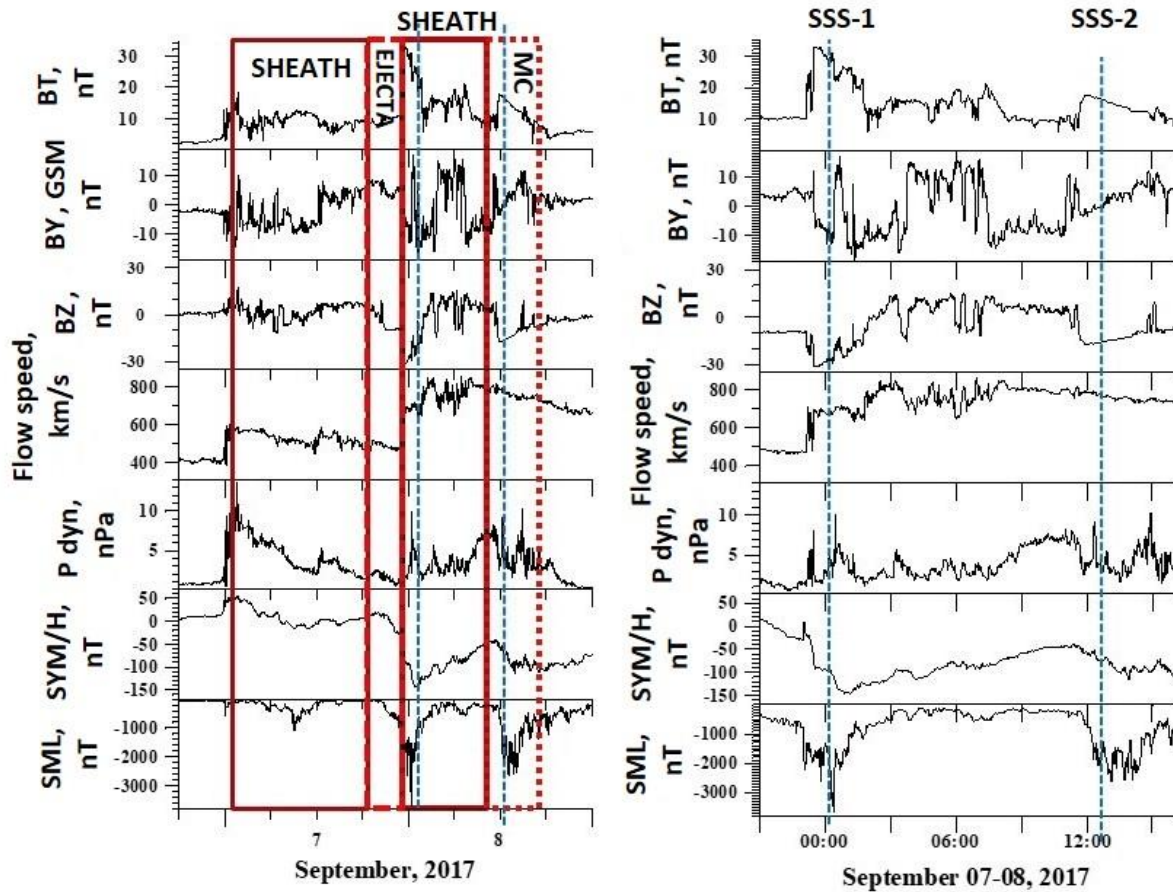 SHEATH
SHEATH
EJECTA
MC
BT,
nT
30
20
10
BY, GSM
nT
10
0
-10
BZ,
nT
30
0
-30
Flow speed,
km/s
800
600
400
P dyn,
nPa
10
5
SYM/H,
nT
50
0
-50
-100
-150
SML,
nT
-1000
-2000
-3000
7
8
September, 2017
SSS-1
SSS-2
BT, nT
30
20
10
BY, nT
10
0
-10
BZ,
nT
30
0
-30
Flow speed,
km/s
800
600
400
P dyn,
nPa
10
5
SYM/H,
nT
50
0
-50
-100
-150
SML,
nT
-1000
-2000
-3000
00:00
06:00
12:00
September 07-08, 2017